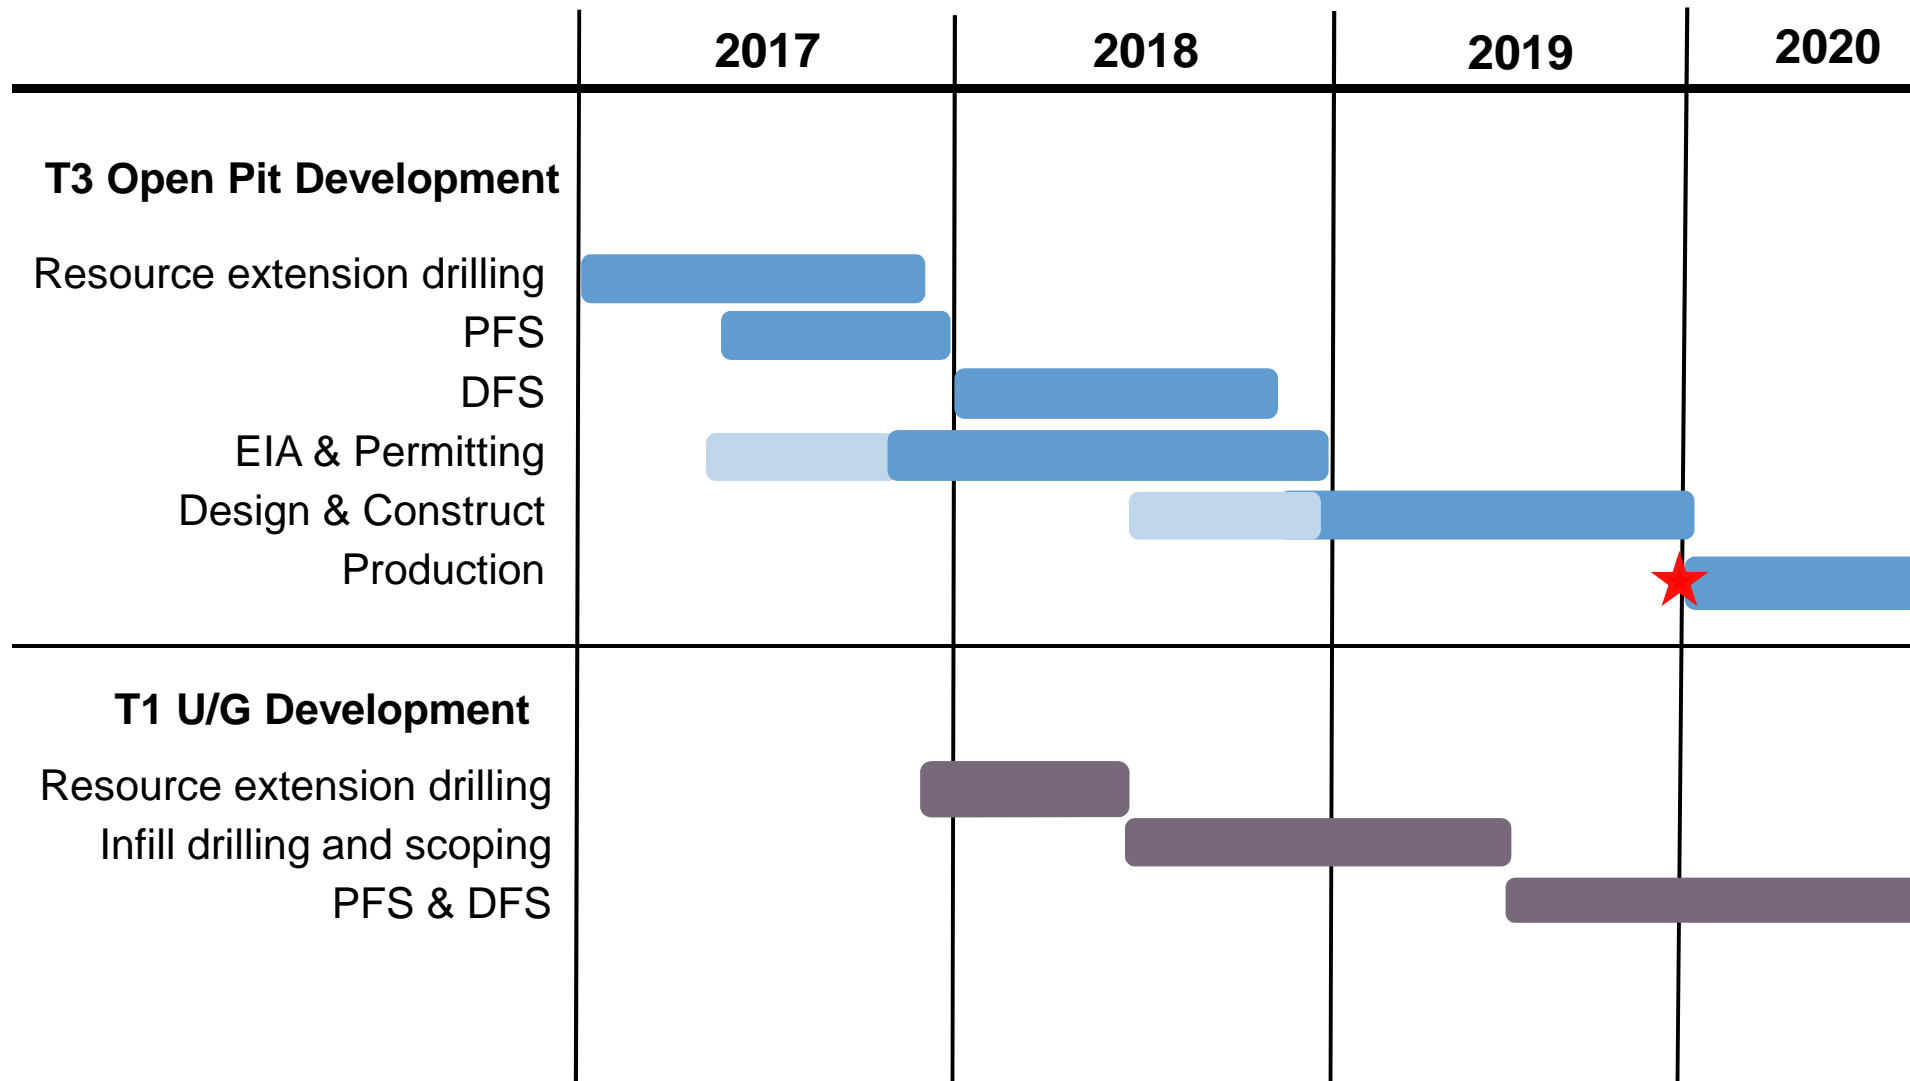 2017 2018 2019 2020
T3 Open Pit Development
Resource extension drilling
PFS
DFS
EIA & Permitting
Design & Construct
Production
T1 U/G Development
Resource extension drilling
Infill drilling and scoping
PFS & DFS